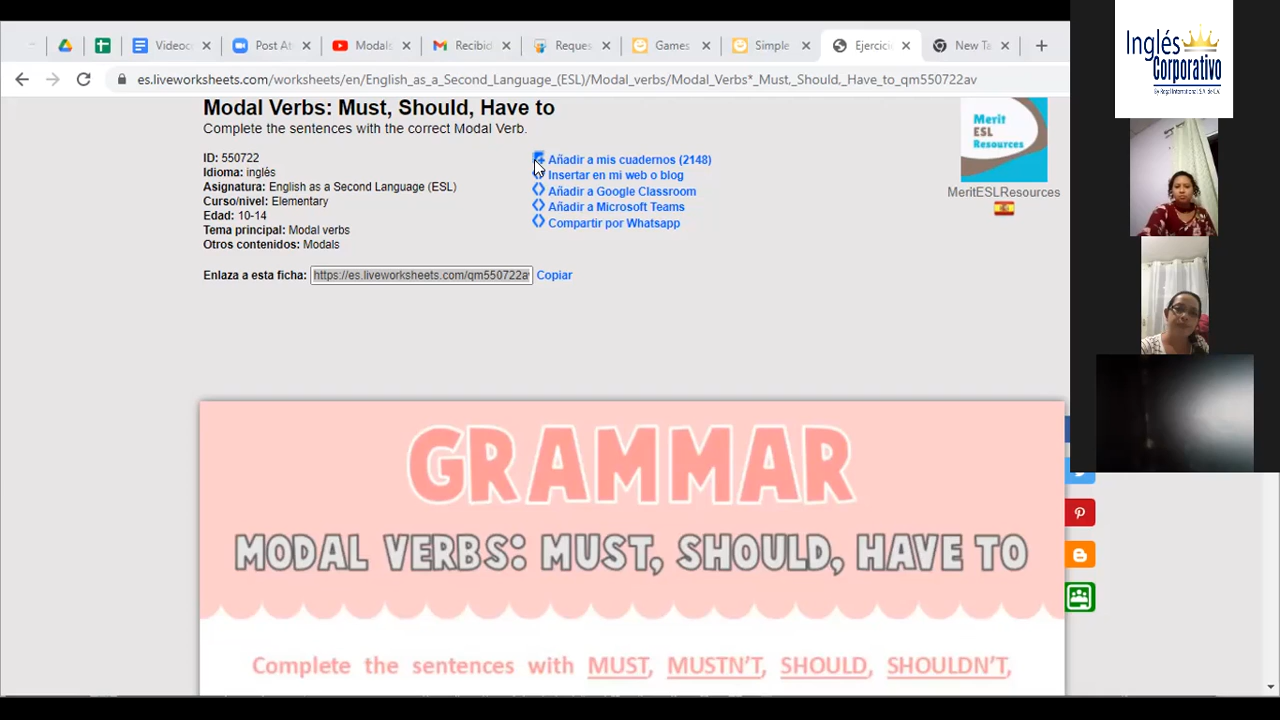 Videoc
Post At
Modals
Recibid
Reques
Games
Simple
Ejercici
New Ta
es.liveworksheets.com/worksheets/en/English_as_a_Second_Language_(ESL)/Modal_verbs/Modal_Verbs*_Must,_Should,_Have_to_qm550722av
Inglés
Corporativo
Modal Verbs: Must, Should, Have to
Complete the sentences with the correct Modal Verb.
ID: 550722
Idioma: inglés
Asignatura: English as a Second Language (ESL)
Curso/nivel: Elementary
Edad: 10-14
Tema principal: Modal verbs
Otros contenidos: Modals
Añadir a mis cuadernos (2148)
Insertar en mi web o blog
Añadir a Google Classroom
Añadir a Microsoft Teams
Compartir por Whatsapp
Merit
ESL
Resources
MeritESLResources
Enlaza a esta ficha: https://es.liveworksheets.com/qm550722a Copiar
GRAMMAR
MODAL VERBS: MUST, SHOULD, HAVE TO
Complete the sentences with MUST, MUSTN'T, SHOULD, SHOULDN'T,